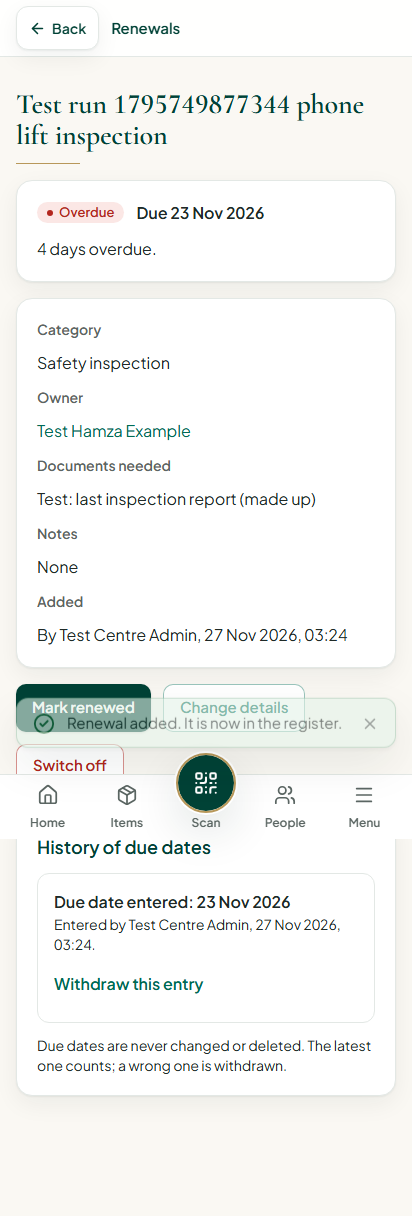 Back
Renewals
Test run 1795749877344 phone
lift inspection
Overdue
Due 23 Nov 2026
4 days overdue.
Category
Safety inspection
Owner
Test Hamza Example
Documents needed
Test: last inspection report (made up)
Notes
None
Added
By Test Centre Admin, 27 Nov 2026, 03:24
Mark renewed
Change details
Renewal added. It is now in the register.
Switch off
Home
Items
Scan
People
Menu
History of due dates
Due date entered: 23 Nov 2026
Entered by Test Centre Admin, 27 Nov 2026,
03:24.
Withdraw this entry
Due dates are never changed or deleted. The latest
one counts; a wrong one is withdrawn.